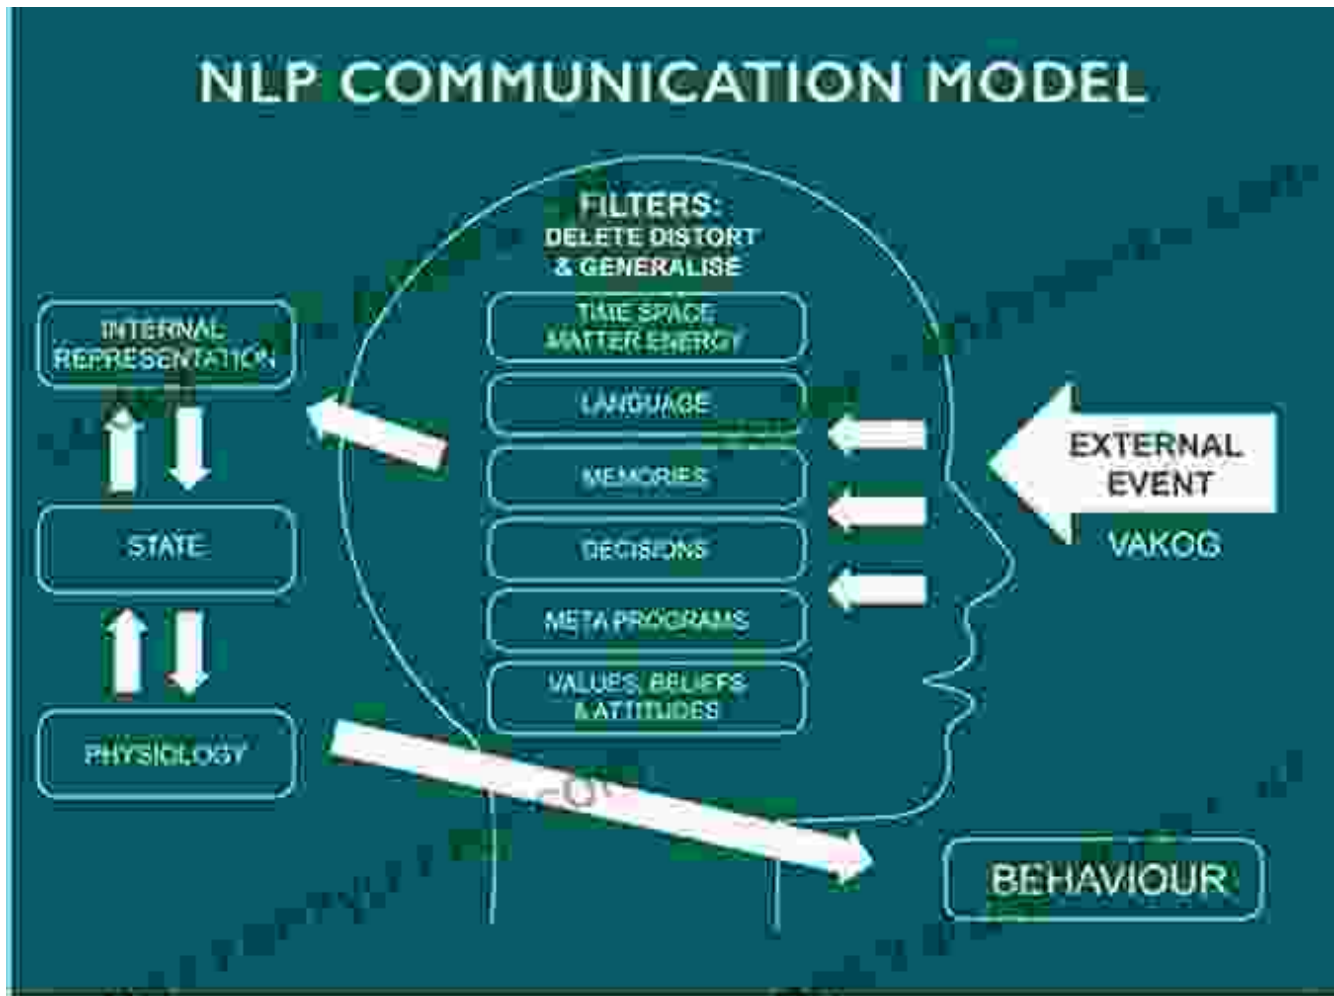 NLP COMMUNICATION MODEL
FILTERS:
DELETE DISTORT
& GENERALISE
TIME SPACE
MATTER ENERGY
LANGUAGE
MEMORIES
DECISIONS
META PROGRAMS
VALUES, BELIEFS
& ATTITUDES
INTERNAL
REPRESENTATION
STATE
PHYSIOLOGY
EXTERNAL
EVENT
VAKOG
BEHAVIOUR